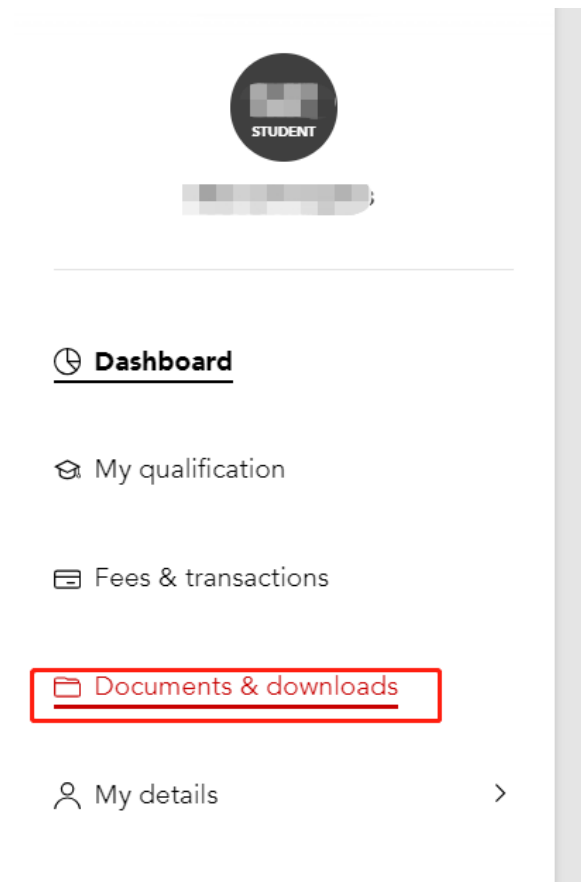 STUDENT
Dashboard
My qualification
Fees & transactions
Documents & downloads
My details